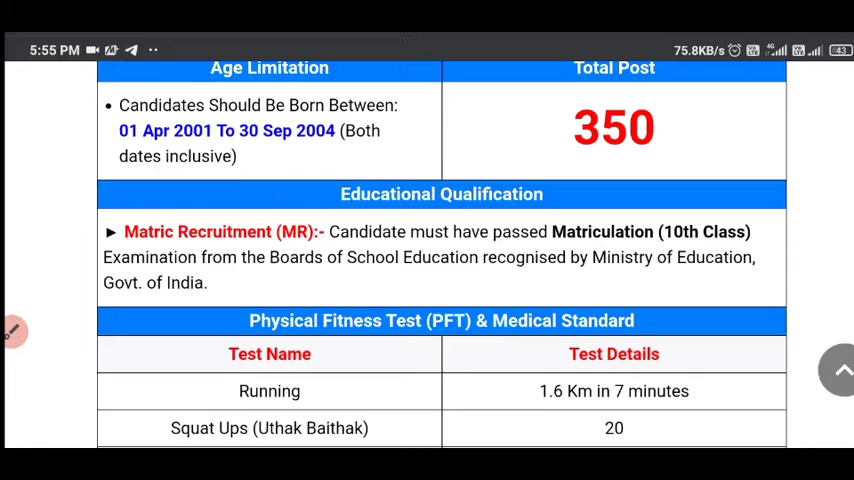 5:55 PM
75.8KB/s
4G
43
Age Limitation
Total Post
• Candidates Should Be Born Between:
01 Apr 2001 To 30 Sep 2004 (Both
dates inclusive)
350
Educational Qualification
► Matric Recruitment (MR):- Candidate must have passed Matriculation (10th Class)
Examination from the Boards of School Education recognised by Ministry of Education,
Govt. of India.
Physical Fitness Test (PFT) & Medical Standard
Test Name
Test Details
Running
1.6 Km in 7 minutes
Squat Ups (Uthak Baithak)
20